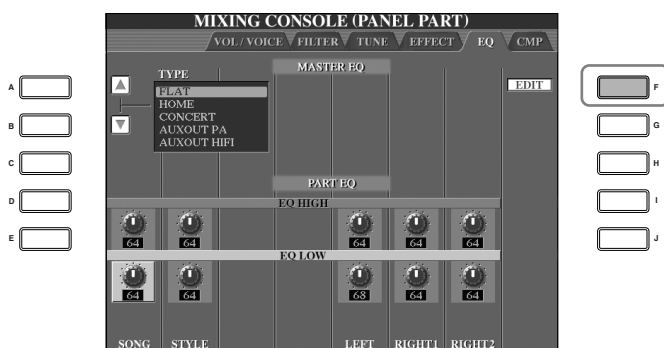 MIXING CONSOLE (PANEL PART)
VOL / VOICE FILTER TUNE EFFECT EQ CMP
MASTER EQ
TYPE
FLAT
HOME
CONCERT
AUXOUT PA
AUXOUT HIFI
EDIT
A
B
C
D
E
F
G
H
I
J
PART EQ
EQ HIGH
64 64 64 64 64
EQ LOW
64 64 68 64 64
SONG STYLE LEFT RIGHT1 RIGHT2